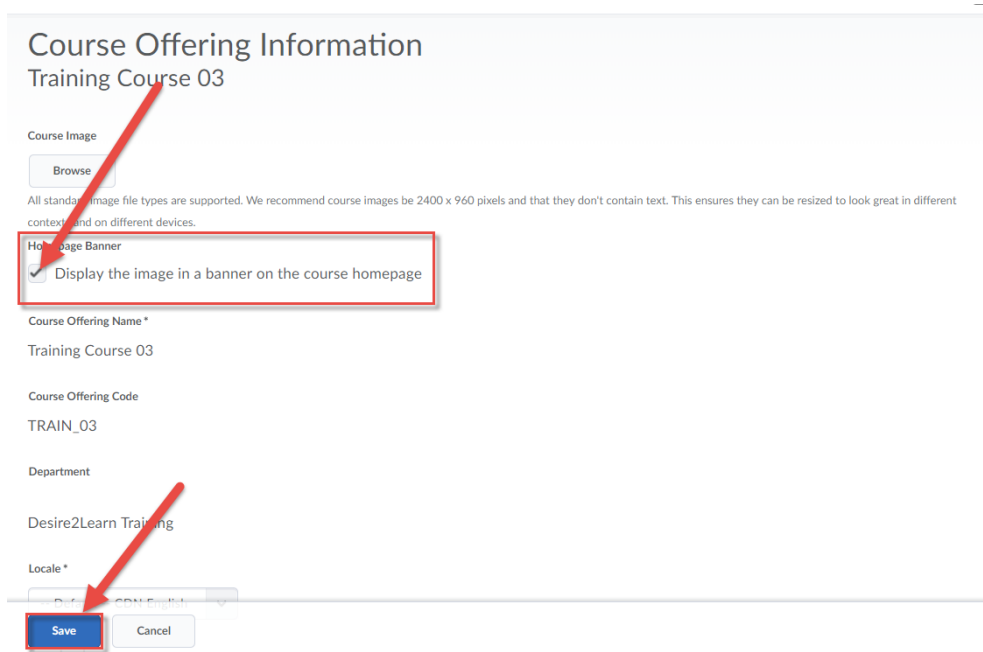 Course Offering Information
Training Course 03
Course Image
Browse
All standard image file types are supported. We recommend course images be 2400 x 960 pixels and that they don't contain text. This ensures they can be resized to look great in different
contexts and on different devices.
Homepage Banner
Display the image in a banner on the course homepage
Course Offering Name *
Training Course 03
Course Offering Code
TRAIN_03
Department
Desire2Learn Training
Locale *
CDN English
Save Cancel